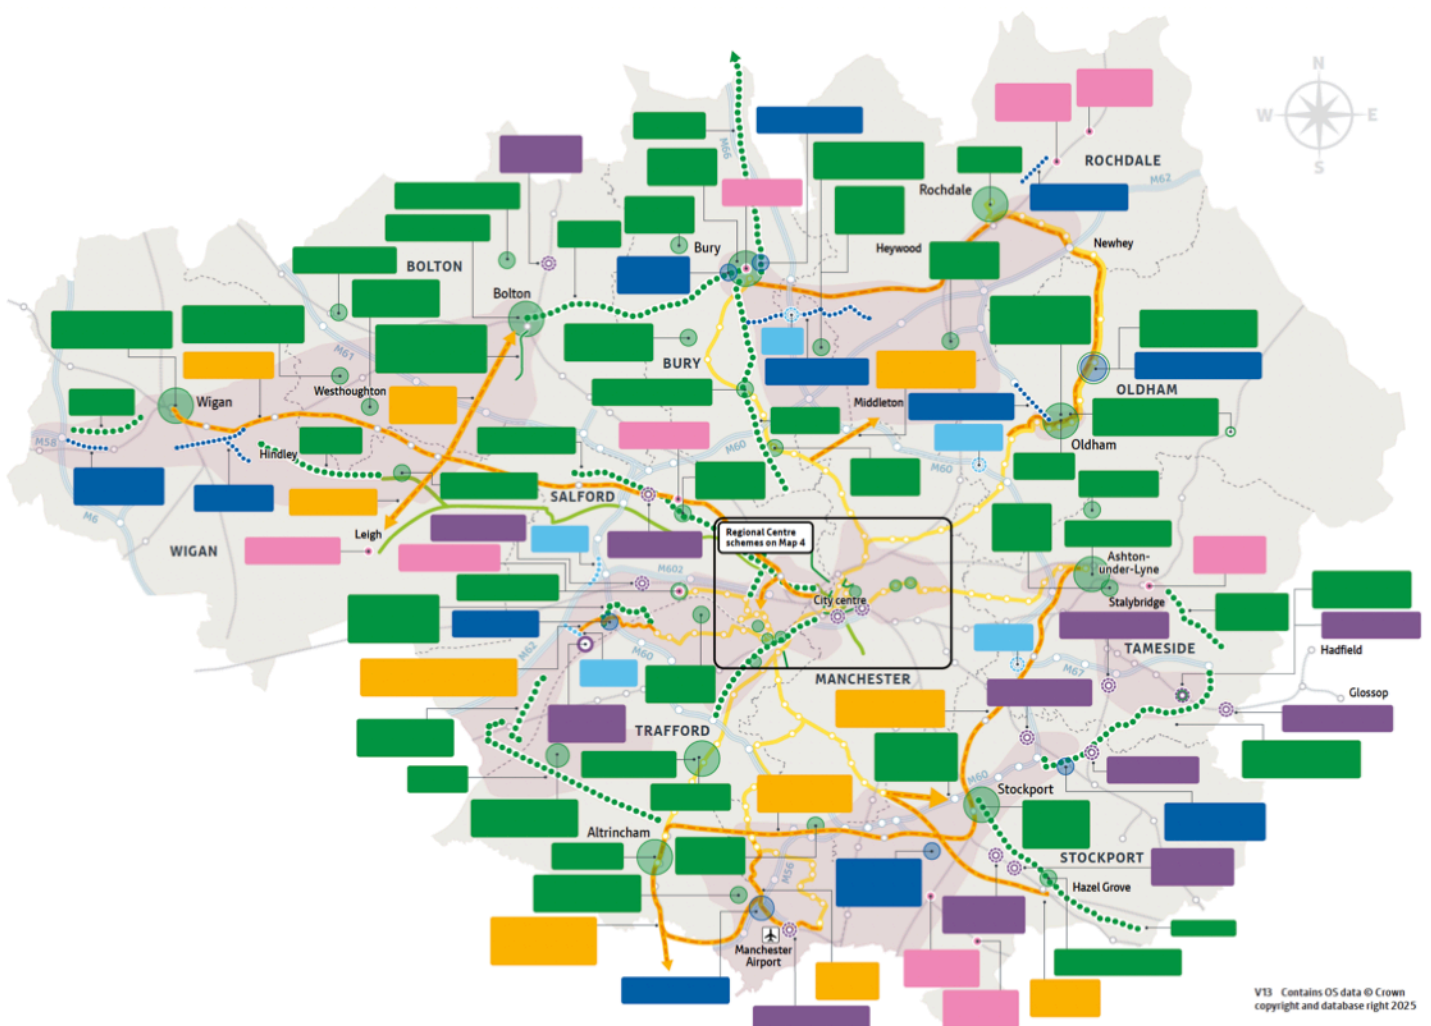 N
W E
S
ROCHDALE
M62
M66
Rochdale
Newhey
Heywood
Bury
BOLTON
Bolton
M61
BURY
Westhoughton
Wigan
OLDHAM
Middleton
Oldham
M58
M60
M60
Hindley
SALFORD
M6
Leigh
WIGAN
Regional Centre
schemes on Map 4
Ashton-
under-Lyne
Stalybridge
M602
City centre
M62
M60
TAMESIDE
Hadfield
M67
MANCHESTER
Glossop
TRAFFORD
M60
Stockport
Altrincham
STOCKPORT
M56
Hazel Grove
Manchester
Airport
V13 Contains OS data © Crown
copyright and database right 2025